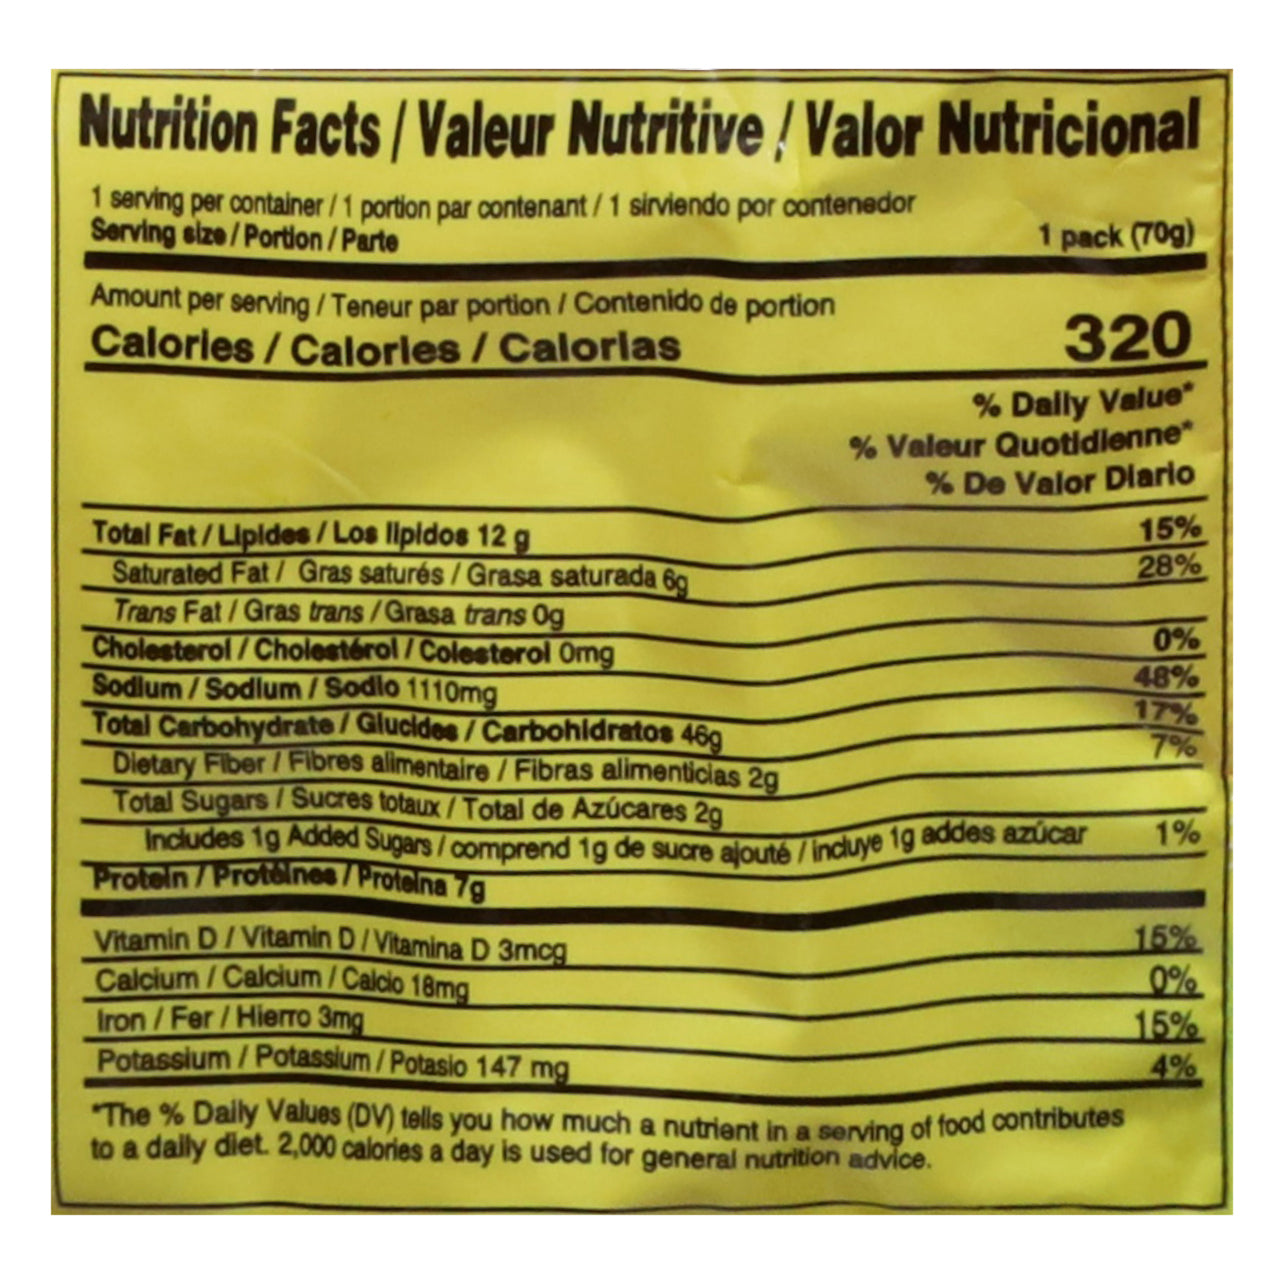 Nutrition Facts / Valeur Nutritive / Valor Nutricional
1 serving per container / 1 portion par contenant / 1 sirviendo por contenedor
Serving size / Portion / Parte 1 pack (70g)
Amount per serving / Teneur par portion / Contenido de portion
Calories / Calories / Calorias 320
% Daily Value*
% Valeur Quotidienne*
% De Valor Diario
Total Fat / Lipides / Los lipidos 12 g 15%
Saturated Fat / Gras saturés / Grasa saturada 6g 28%
Trans Fat / Gras trans / Grasa trans 0g
Cholesterol / Cholestérol / Colesterol 0mg 0%
Sodium / Sodium / Sodio 1110mg 48%
Total Carbohydrate / Glucides / Carbohidratos 46g 17%
Dietary Fiber / Fibres alimentaire / Fibras alimenticias 2g 7%
Total Sugars / Sucres totaux / Total de Azúcares 2g
Includes 1g Added Sugars / comprend 1g de sucre ajouté / incluye 1g addes azúcar 1%
Protein / Protéines / Proteina 7g
Vitamin D / Vitamin D / Vitamina D 3mcg 15%
Calcium / Calcium / Calcio 18mg 0%
Iron / Fer / Hierro 3mg 15%
Potassium / Potassium / Potasio 147 mg 4%
*The % Daily Values (DV) tells you how much a nutrient in a serving of food contributes
to a daily diet. 2,000 calories a day is used for general nutrition advice.